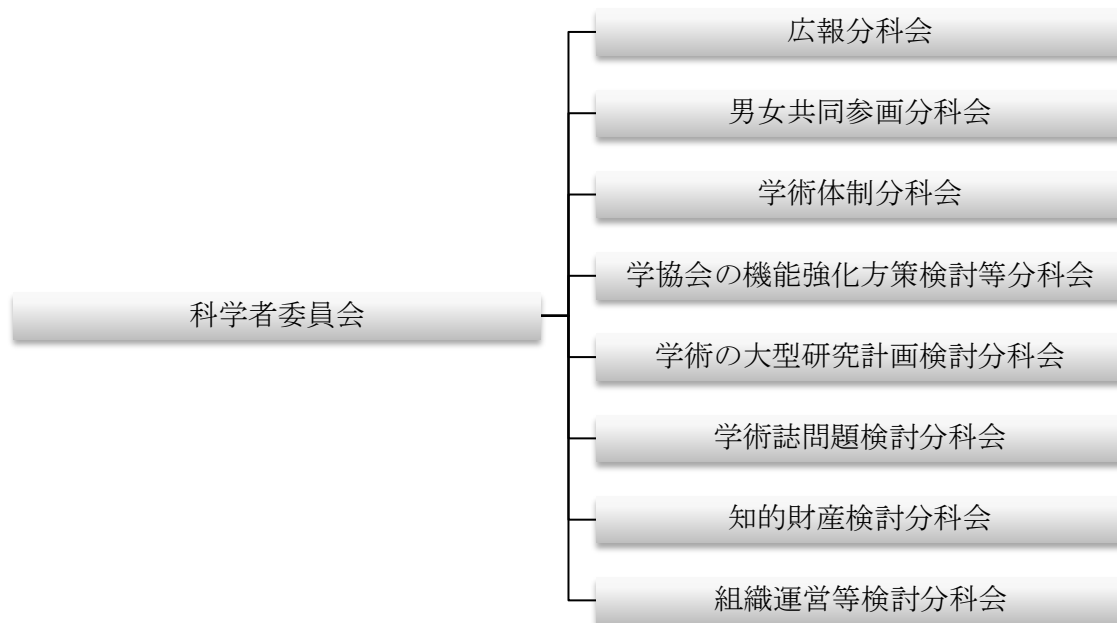 科学者委員会
広報分科会
男女共同参画分科会
学術体制分科会
学協会の機能強化方策検討等分科会
学術の大型研究計画検討分科会
学術誌問題検討分科会
知的財産検討分科会
組織運営等検討分科会